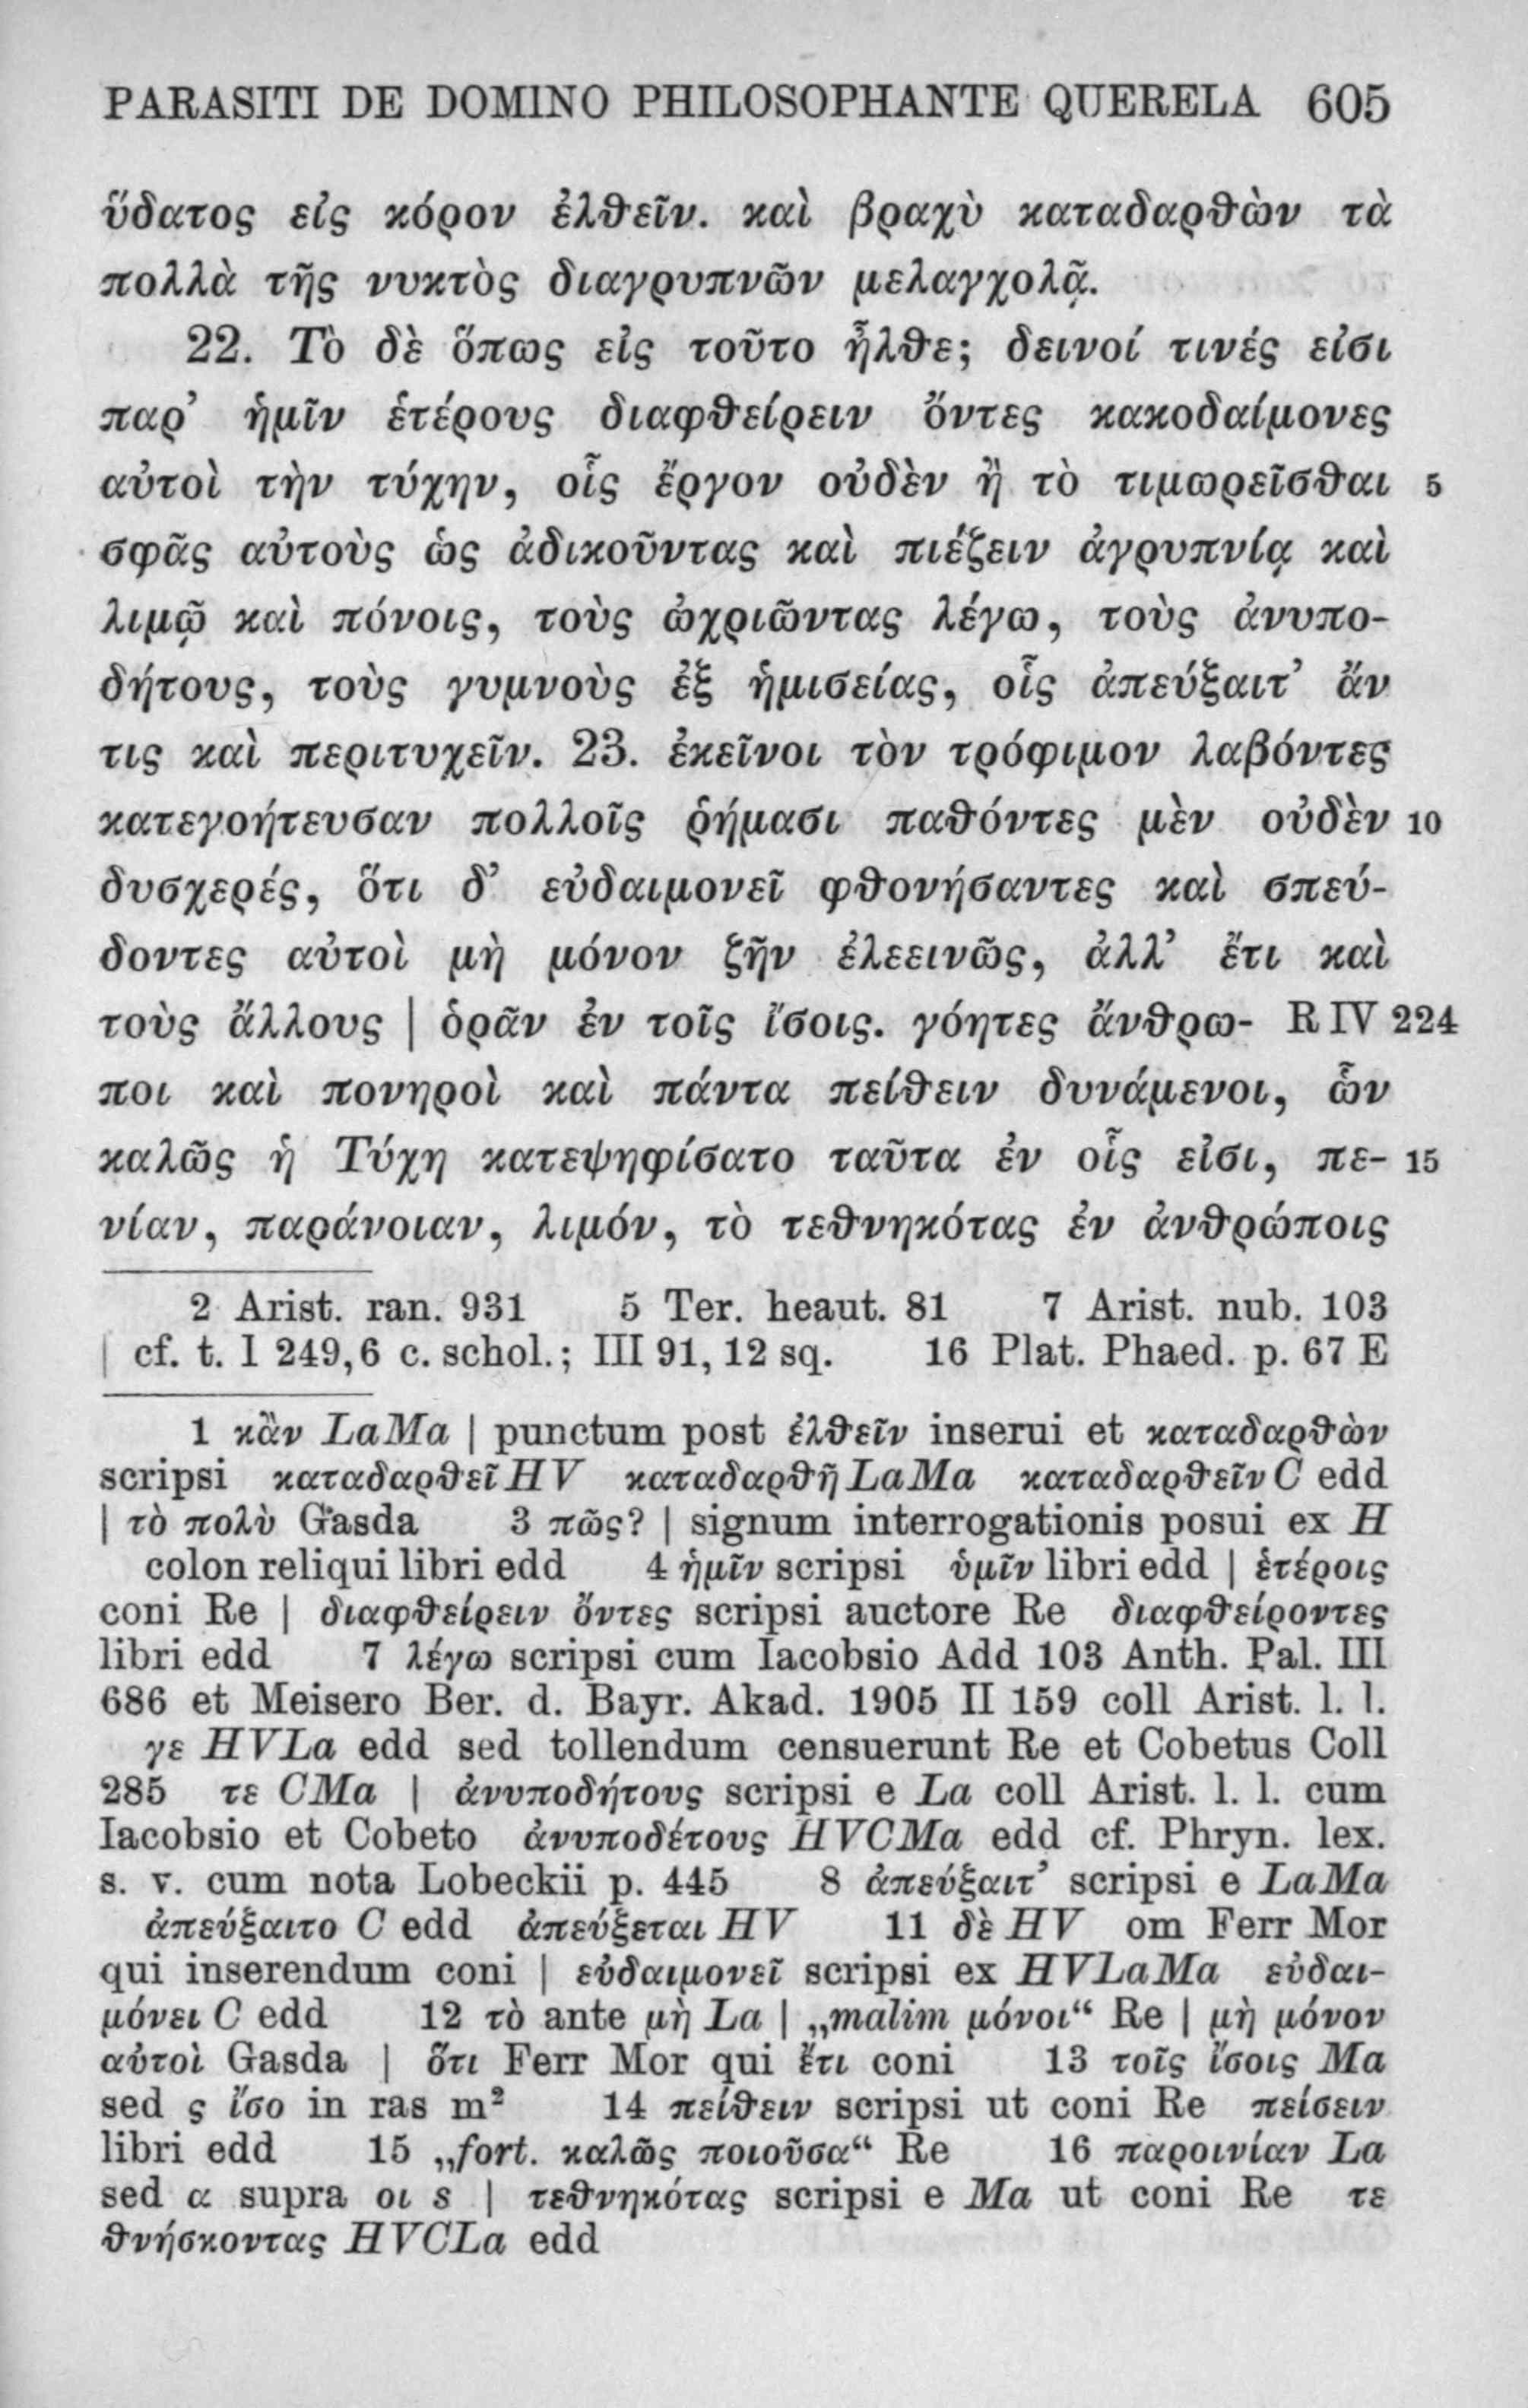 PARASITI DE DOMINO PHILOSOPHANTE QUERELA 605
ὕδατος εἰς κόρον ἐλθεῖν. καὶ βραχὺ καταδαρθὼν τὰ
πολλὰ τῆς νυκτὸς διαγρυπνῶν μελαγχολᾷ.
22. Τὸ δὲ ὅπως εἰς τοῦτο ἦλθε; δεινοί τινές εἰσι
παρ’ ἡμῖν ἑτέρους διαφθείρειν ὄντες κακοδαίμονες
αὐτοὶ τὴν τύχην, οἷς ἔργον οὐδὲν ἢ τὸ τιμωρεῖσθαι 5
σφᾶς αὐτοὺς ὡς ἀδικοῦντας καὶ πιέζειν ἀγρυπνίᾳ καὶ
λιμῷ καὶ πόνοις, τοὺς ὠχριῶντας λέγω, τοὺς ἀνυπο-
δήτους, τοὺς γυμνοὺς ἐξ ἡμισείας, οἷς ἀπεύξαιτ’ ἄν
τις καὶ περιτυχεῖν. 23. ἐκεῖνοι τὸν τρόφιμον λαβόντες
κατεγοήτευσαν πολλοῖς ῥήμασι παθόντες μὲν οὐδὲν 10
δυσχερές, ὅτι δ’ εὐδαιμονεῖ φθονήσαντες καὶ σπεύ-
δοντες αὐτοὶ μὴ μόνον ζῆν ἐλεεινῶς, ἀλλ’ ἔτι καὶ
τοὺς ἄλλους | ὁρᾶν ἐν τοῖς ἴσοις. γόητες ἄνθρω- R IV 224
ποι καὶ πονηροὶ καὶ πάντα πείθειν δυνάμενοι, ὧν
καλῶς ἡ Τύχη κατεψηφίσατο ταῦτα ἐν οἷς εἰσι, πε- 15
νίαν, παράνοιαν, λιμόν, τὸ τεθνηκότας ἐν ἀνθρώποις
2 Arist. ran. 931 5 Ter. heaut. 81 7 Arist. nub. 103
| cf. t. I 249,6 c. schol.; III 91, 12 sq. 16 Plat. Phaed. p. 67 E
1 κἂν LaMa | punctum post ἐλθεῖν inserui et καταδαρθὼν
scripsi καταδαρθεῖ HV καταδαρθῆ LaMa καταδαρθεῖν C edd
| τὸ πολὺ Gasda 3 πῶς? | signum interrogationis posui ex H
colon reliqui libri edd 4 ἡμῖν scripsi ὑμῖν libri edd | ἑτέροις
coni Re | διαφθείρειν ὄντες scripsi auctore Re διαφθείροντες
libri edd 7 λέγω scripsi cum Iacobsio Add 103 Anth. Pal. III
686 et Meisero Ber. d. Bayr. Akad. 1905 II 159 coll Arist. l. l.
γε HVLa edd sed tollendum censuerunt Re et Cobetus Coll
285 τε CMa | ἀνυποδήτους scripsi e La coll Arist. l. l. cum
Iacobsio et Cobeto ἀνυποδέτους HVCMa edd cf. Phryn. lex.
s. v. cum nota Lobeckii p. 445 8 ἀπεύξαιτ’ scripsi e LaMa
ἀπεύξαιτο C edd ἀπεύξεται HV 11 δὲ HV om Ferr Mor
qui inserendum coni | εὐδαιμονεῖ scripsi ex HVLaMa εὐδαι-
μόνει C edd 12 τὸ ante μὴ La | „malim μόνοι“ Re | μὴ μόνον
αὐτοὶ Gasda | ὅτι Ferr Mor qui ἔτι coni 13 τοῖς ἴσοις Ma
sed ς ἴσο in ras m² 14 πείθειν scripsi ut coni Re πείσειν
libri edd 15 „fort. καλῶς ποιοῦσα“ Re 16 παροινίαν La
sed α supra οι s | τεθνηκότας scripsi e Ma ut coni Re τε
θνήσκοντας HVCLa edd